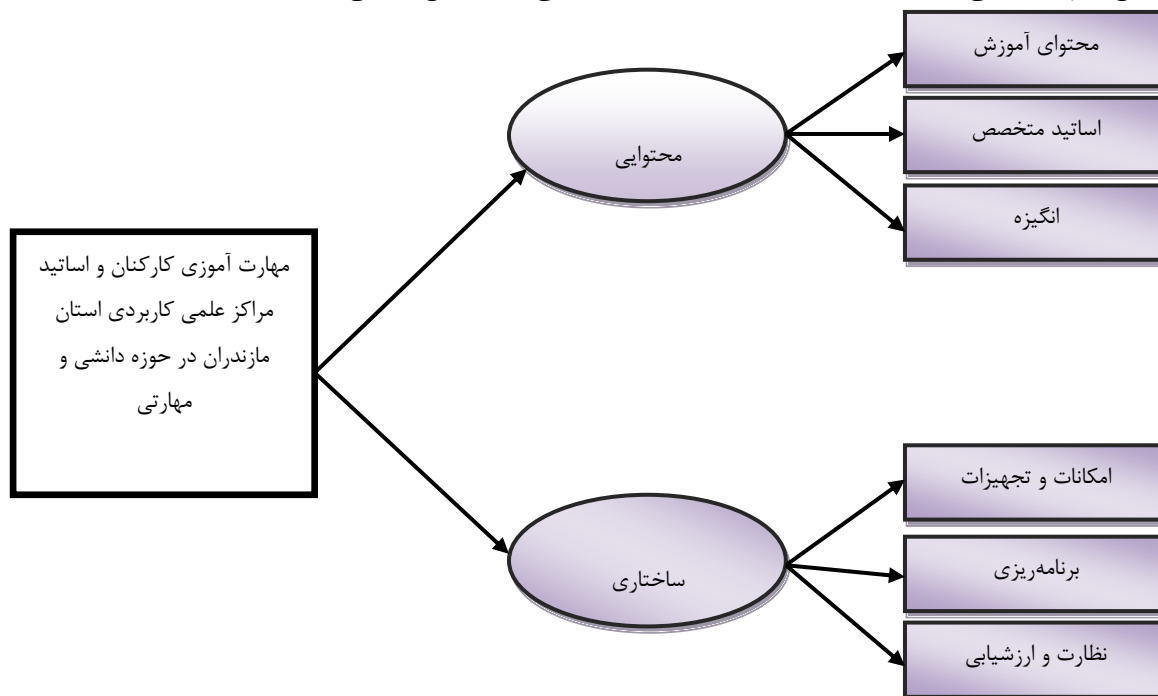 محتوای آموزش
اساتید متخصص
انگیزه
محتوایی
مهارت آموزی کارکنان و اساتید
مراکز علمی کاربردی استان
مازندران در حوزه دانشی و
مهارتی
امکانات و تجهیزات
برنامه‌ریزی
نظارت و ارزشیابی
ساختاری